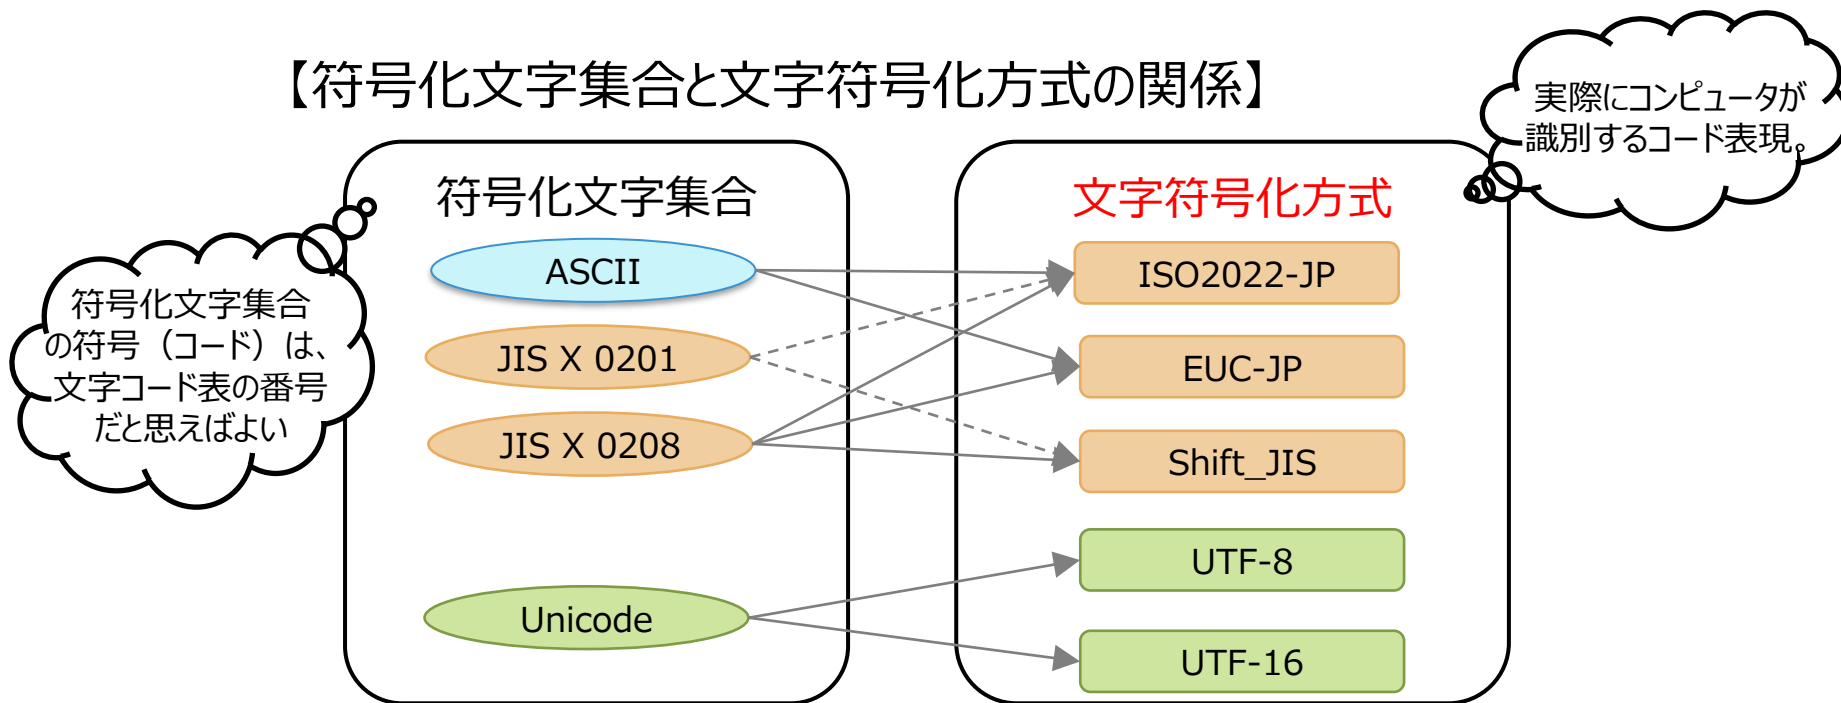 【符号化文字集合と文字符号化方式の関係】
実際にコンピュータが
識別するコード表現。
符号化文字集合
文字符号化方式
符号化文字集合
の符号（コード）は、
文字コード表の番号
だと思えばよい
ASCII
JIS X 0201
JIS X 0208
Unicode
ISO2022-JP
EUC-JP
Shift_JIS
UTF-8
UTF-16